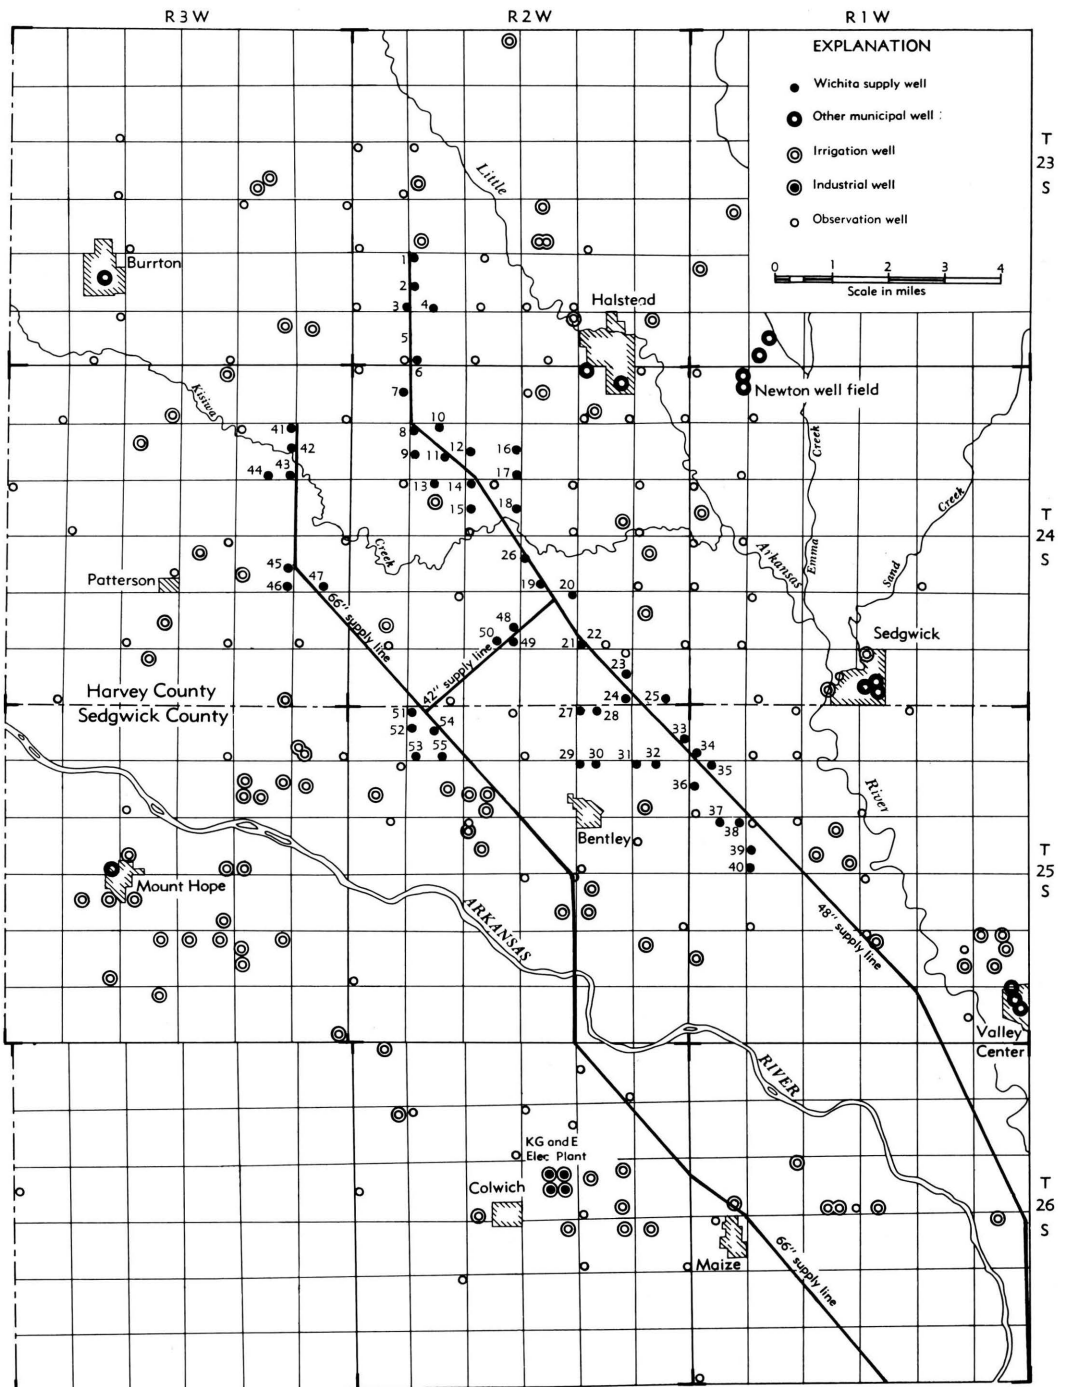 R 3 W
R 2 W
R 1 W
EXPLANATION
Wichita supply well
Other municipal well :
Irrigation well
Industrial well
Observation well
0 1 2 3 4
Scale in miles
T
23
S
Little
Burrton
1
2
3
4
5
6
7
Halstead
Newton well field
Kisiwa
41
42
43
44
8
10
9
11
12
16
13
14
17
15
18
Creek
Creek
Creek
T
24
S
Arkansas
Emma
Sand
26
19
20
45
46
47
Patterson
66" supply line
48
50
49
21
22
42" supply line
Sedgwick
23
24
25
Harvey County
Sedgwick County
51
52
54
53
55
27
28
33
34
29
30
31
32
35
36
River
37
38
Bentley
39
40
T
25
S
Mount Hope
ARKANSAS
48" supply line
Valley
Center
RIVER
KG and E
Elec Plant
Colwich
T
26
S
Maize
66" supply line